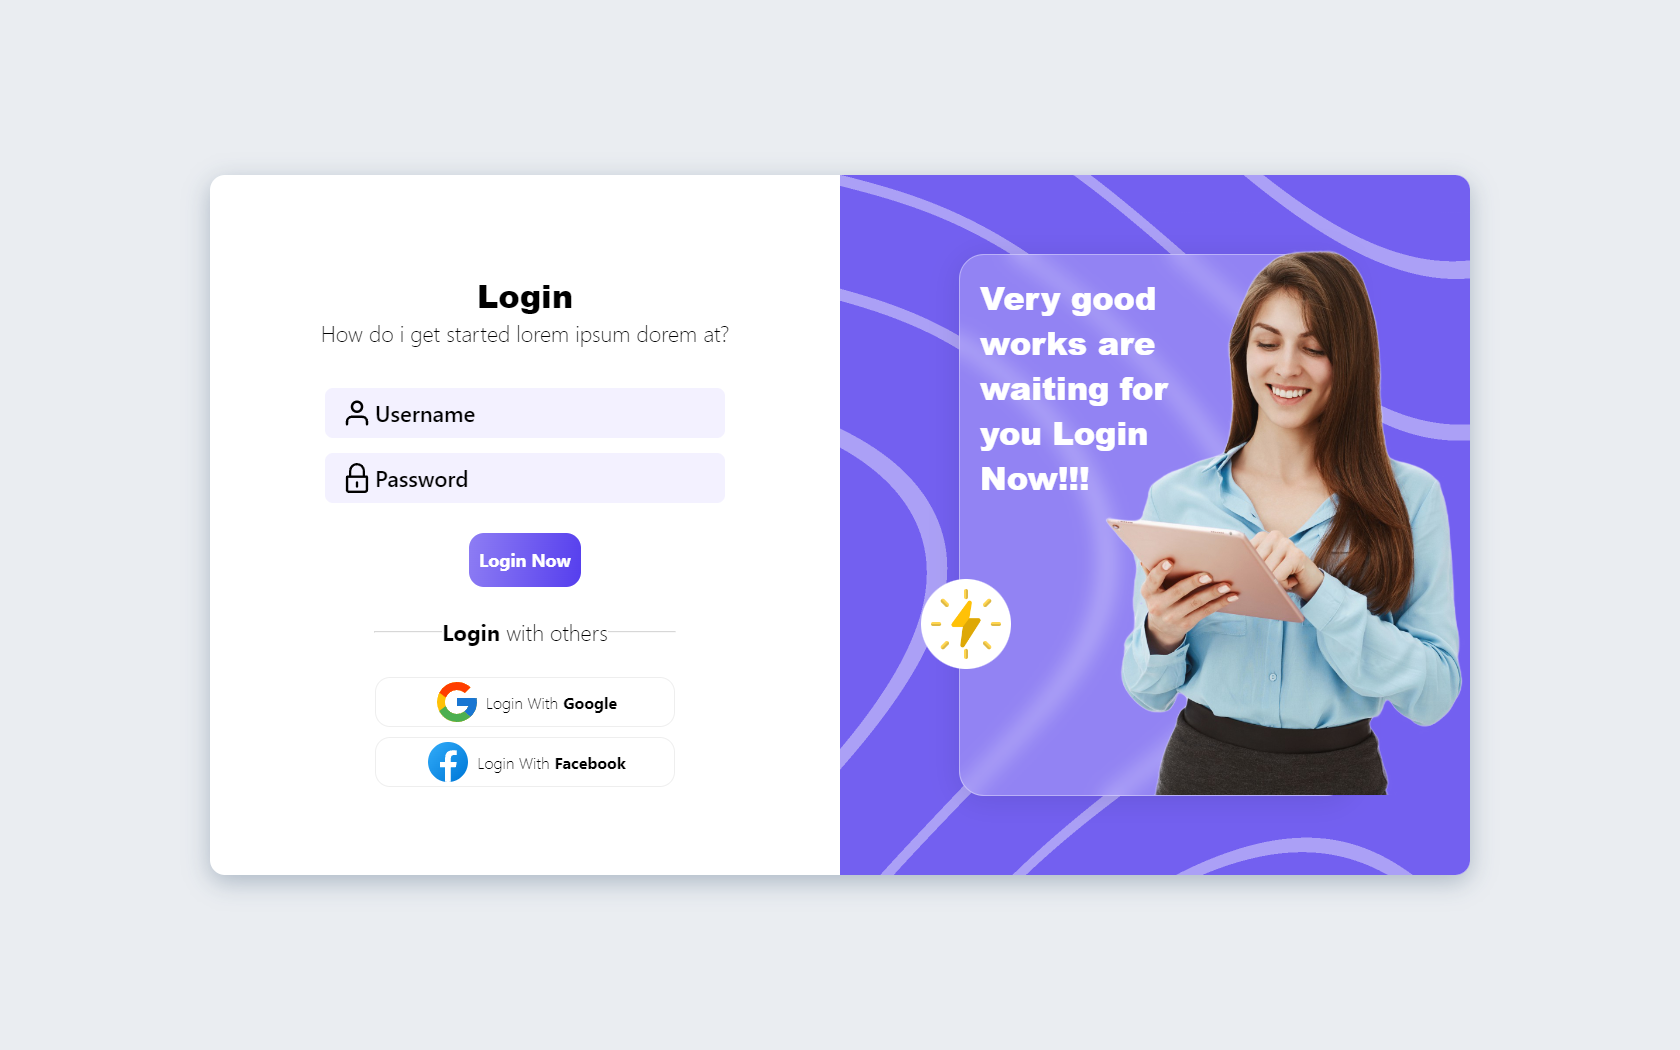 Login
How do i get started lorem ipsum dorem at?
Username
Password
Login Now
Login with others
Login With Google
Login With Facebook
Very good
works are
waiting for
you Login
Now!!!